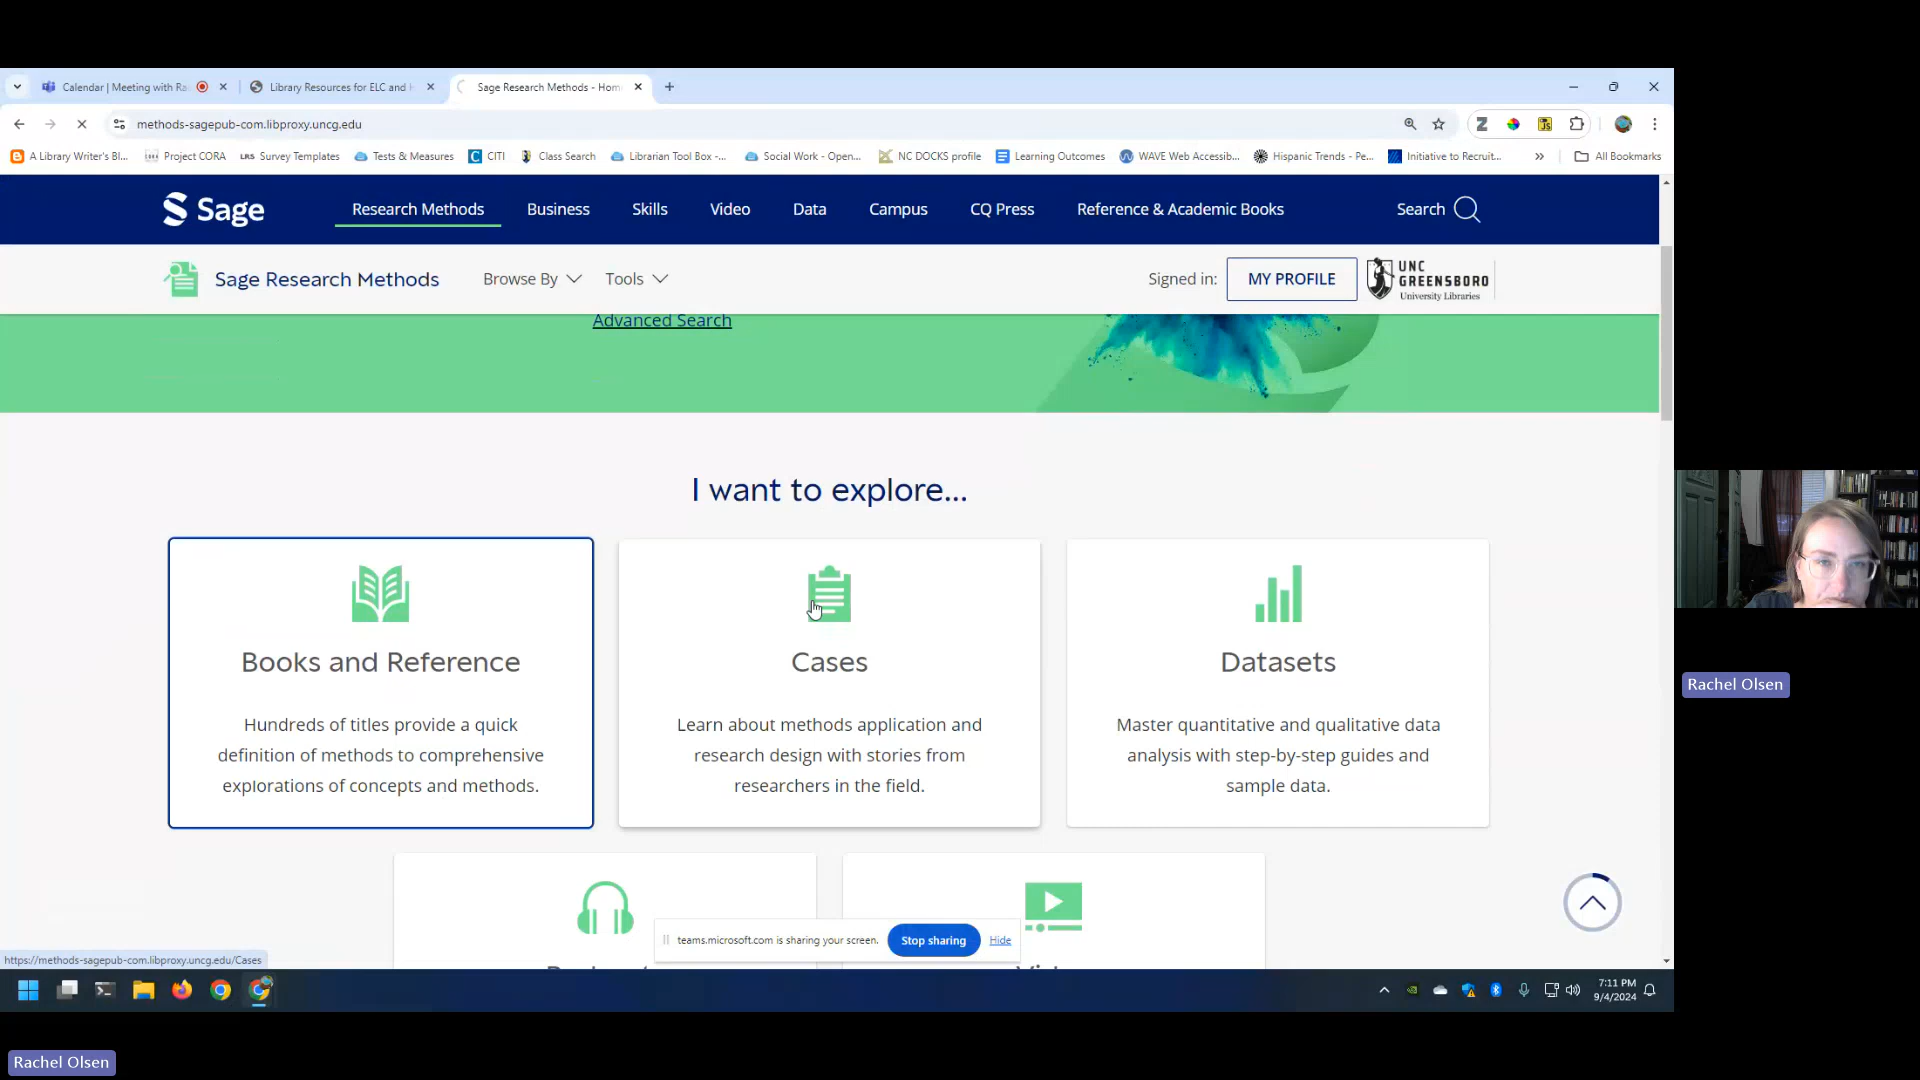 Calendar | Meeting with Ra
Library Resources for ELC and
Sage Research Methods - Hom
methods-sagepub-com.libproxy.uncg.edu
A Library Writer's Bl...
Project CORA
LRS Survey Templates
Tests & Measures
CITI
Class Search
Librarian Tool Box -...
Social Work - Open...
NC DOCKS profile
Learning Outcomes
WAVE Web Accessib...
Hispanic Trends - Pe...
Initiative to Recruit...
All Bookmarks
Sage
Research Methods
Business
Skills
Video
Data
Campus
CQ Press
Reference & Academic Books
Search
Sage Research Methods
Browse By
Tools
Signed in:
MY PROFILE
UNC
GREENSBORO
University Libraries
Advanced Search
I want to explore...
Books and Reference
Hundreds of titles provide a quick
definition of methods to comprehensive
explorations of concepts and methods.
Cases
Learn about methods application and
research design with stories from
researchers in the field.
Datasets
Master quantitative and qualitative data
analysis with step-by-step guides and
sample data.
teams.microsoft.com is sharing your screen.
Stop sharing
Hide
https://methods-sagepub-com.libproxy.uncg.edu/Cases
7:11 PM
9/4/2024
Rachel Olsen
Rachel Olsen